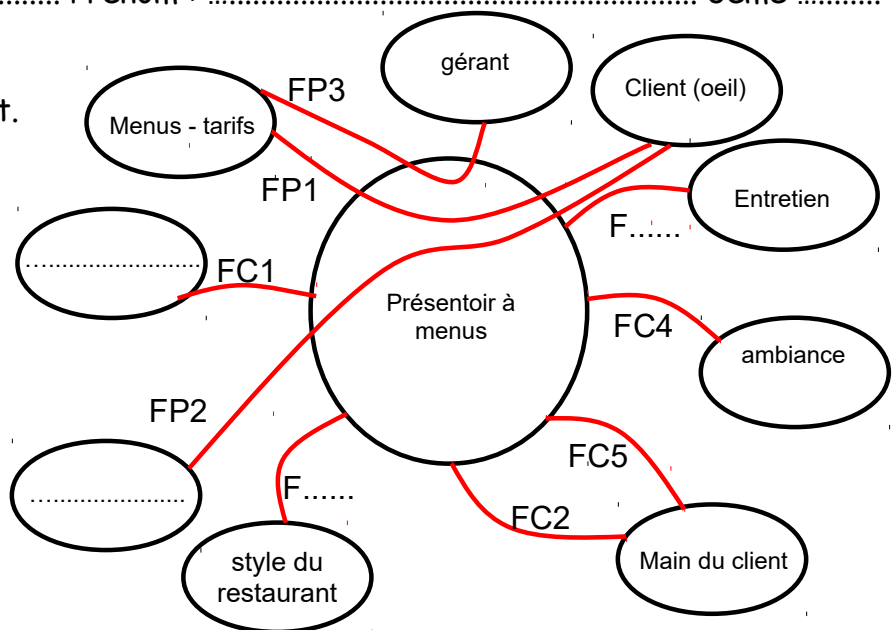 gérant
FP3
Client (oeil)
t.
Menus - tarifs
FP1
Entretien
F......
...............................
FC1
Présentoir à
menus
FC4
ambiance
FP2
FC5
...........................
F......
FC2
style du
restaurant
Main du client